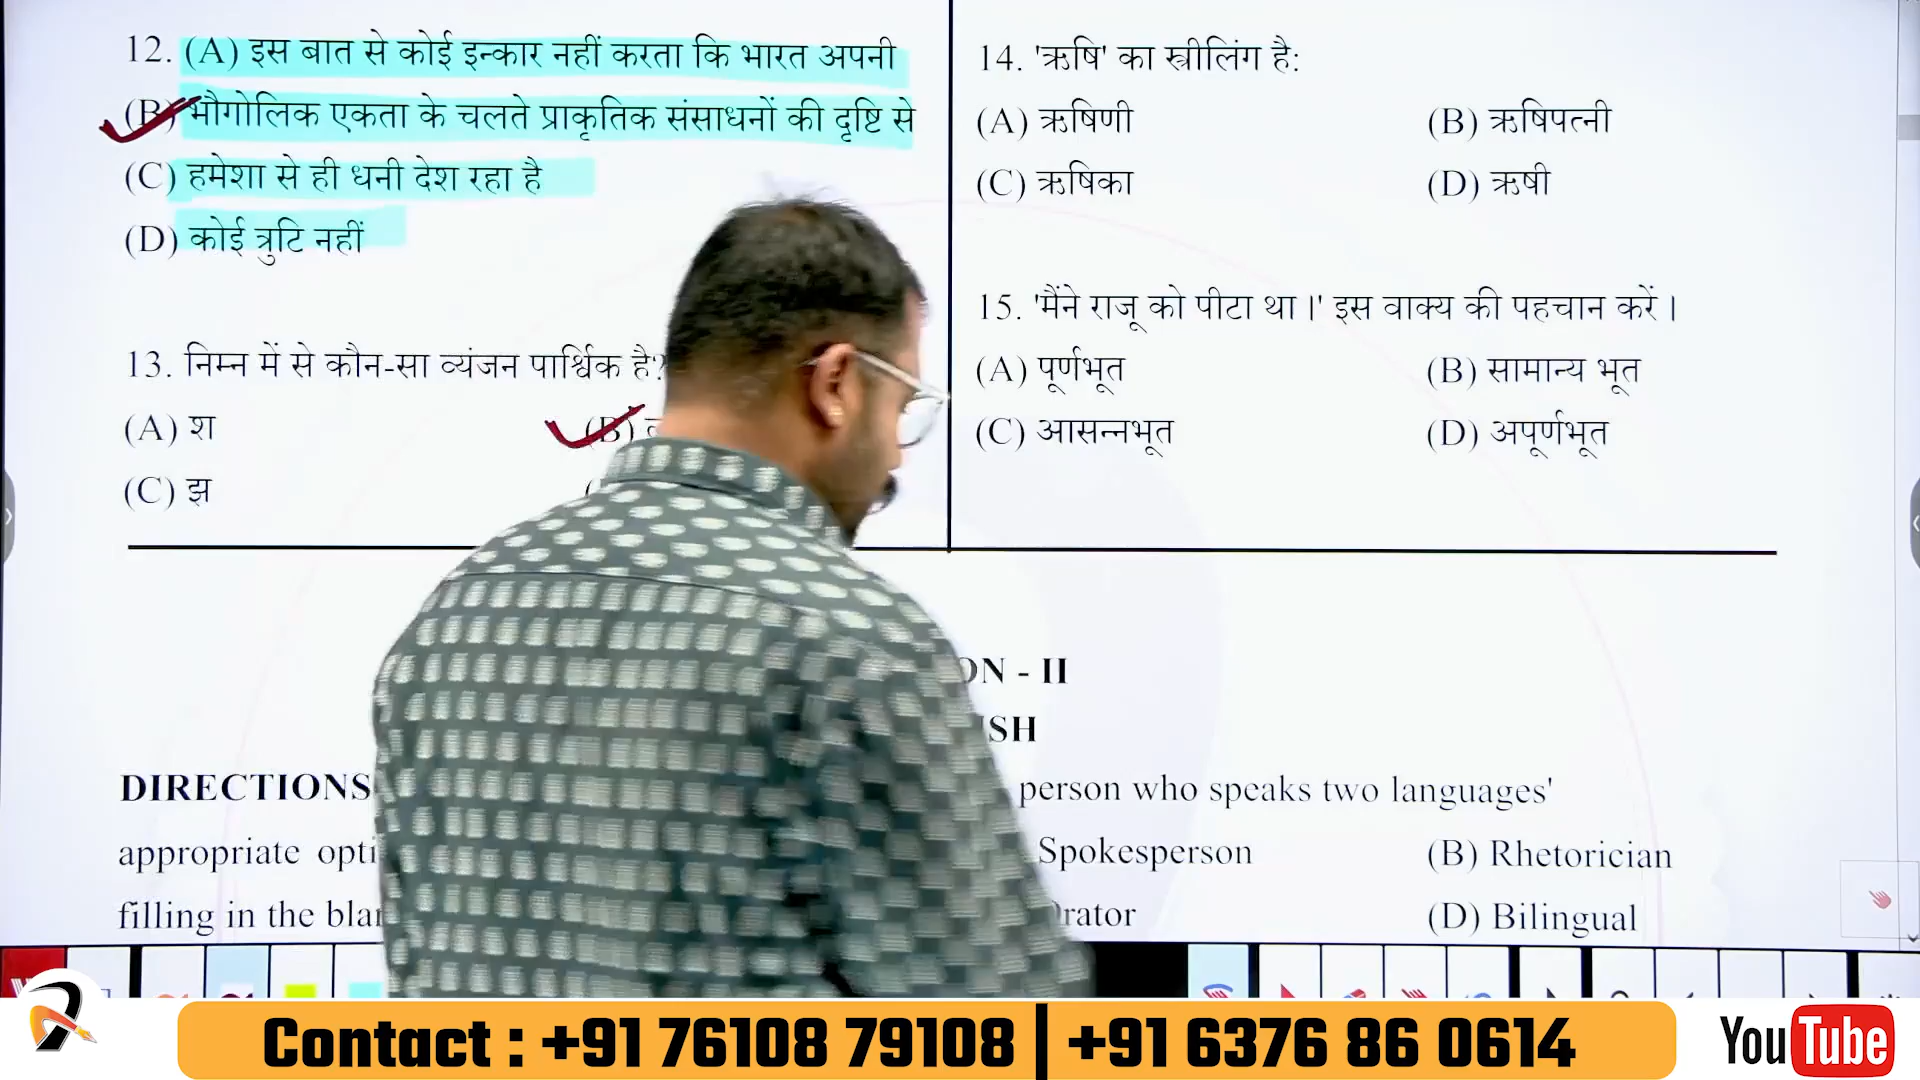 12. (A) इस बात से कोई इन्कार नहीं करता कि भारत अपनी
(B) भौगोलिक एकता के चलते प्राकृतिक संसाधनों की दृष्टि से
(C) हमेशा से ही धनी देश रहा है
(D) कोई त्रुटि नहीं
13. निम्न में से कौन-सा व्यंजन पार्श्विक है?
(A) श
(B)
(C) झ
14. 'ऋषि' का स्त्रीलिंग है:
(A) ऋषिणी
(B) ऋषिपत्नी
(C) ऋषिका
(D) ऋषी
15. 'मैंने राजू को पीटा था।' इस वाक्य की पहचान करें।
(A) पूर्णभूत
(B) सामान्य भूत
(C) आसन्नभूत
(D) अपूर्णभूत
- II
DIRECTIONS
appropriate
filling in the
person who speaks two languages'
Spokesperson
(B) Rhetorician
(D) Bilingual
Contact : +91 76108 79108 | +91 6376 86 0614
YouTube